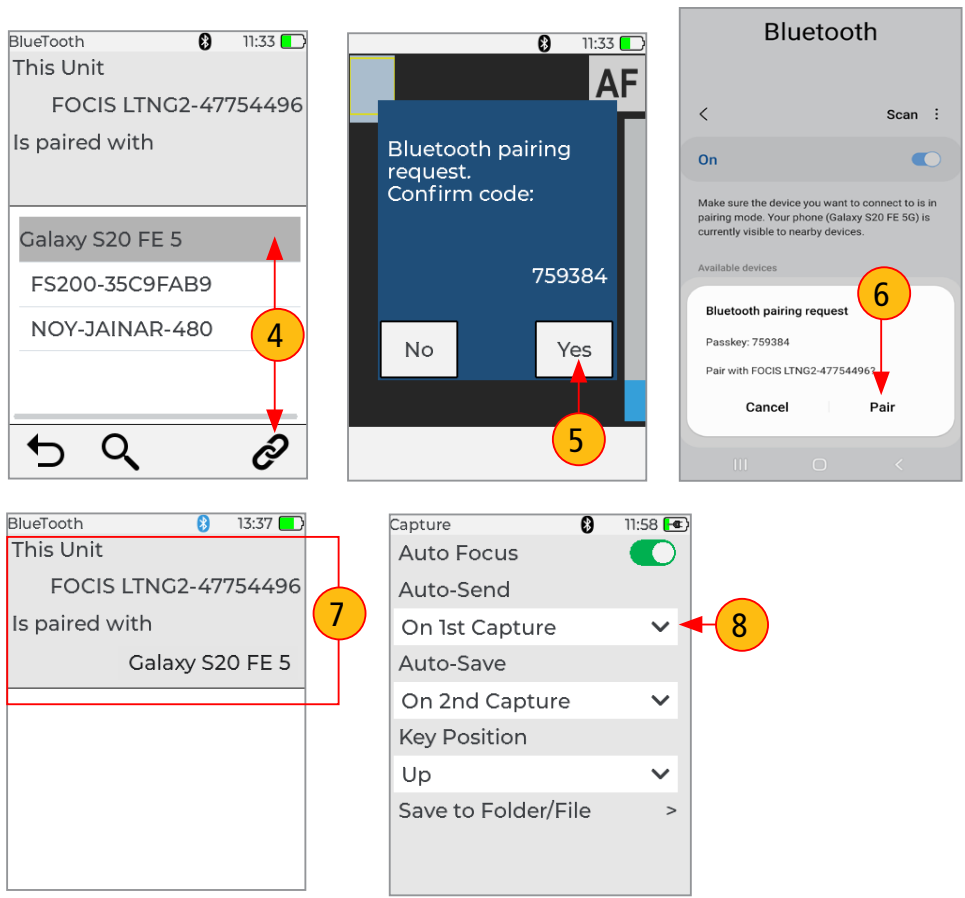 BlueTooth 11:33
This Unit
FOCIS LTNG2-47754496
Is paired with
Galaxy S20 FE 5
FS200-35C9FAB9
NOY-JAINAR-480
4
11:33
AF
Bluetooth pairing
request.
Confirm code:
759384
No Yes
5
Bluetooth
< Scan
On
Make sure the device you want to connect to is in
pairing mode. Your phone (Galaxy S20 FE 5G) is
currently visible to nearby devices.
Available devices
6
Bluetooth pairing request
Passkey: 759384
Pair with FOCIS LTNG2-47754496?
Cancel Pair
BlueTooth 13:37
This Unit
FOCIS LTNG2-47754496
Is paired with
Galaxy S20 FE 5
7
Capture 11:58
Auto Focus
Auto-Send
On 1st Capture
8
Auto-Save
On 2nd Capture
Key Position
Up
Save to Folder/File >